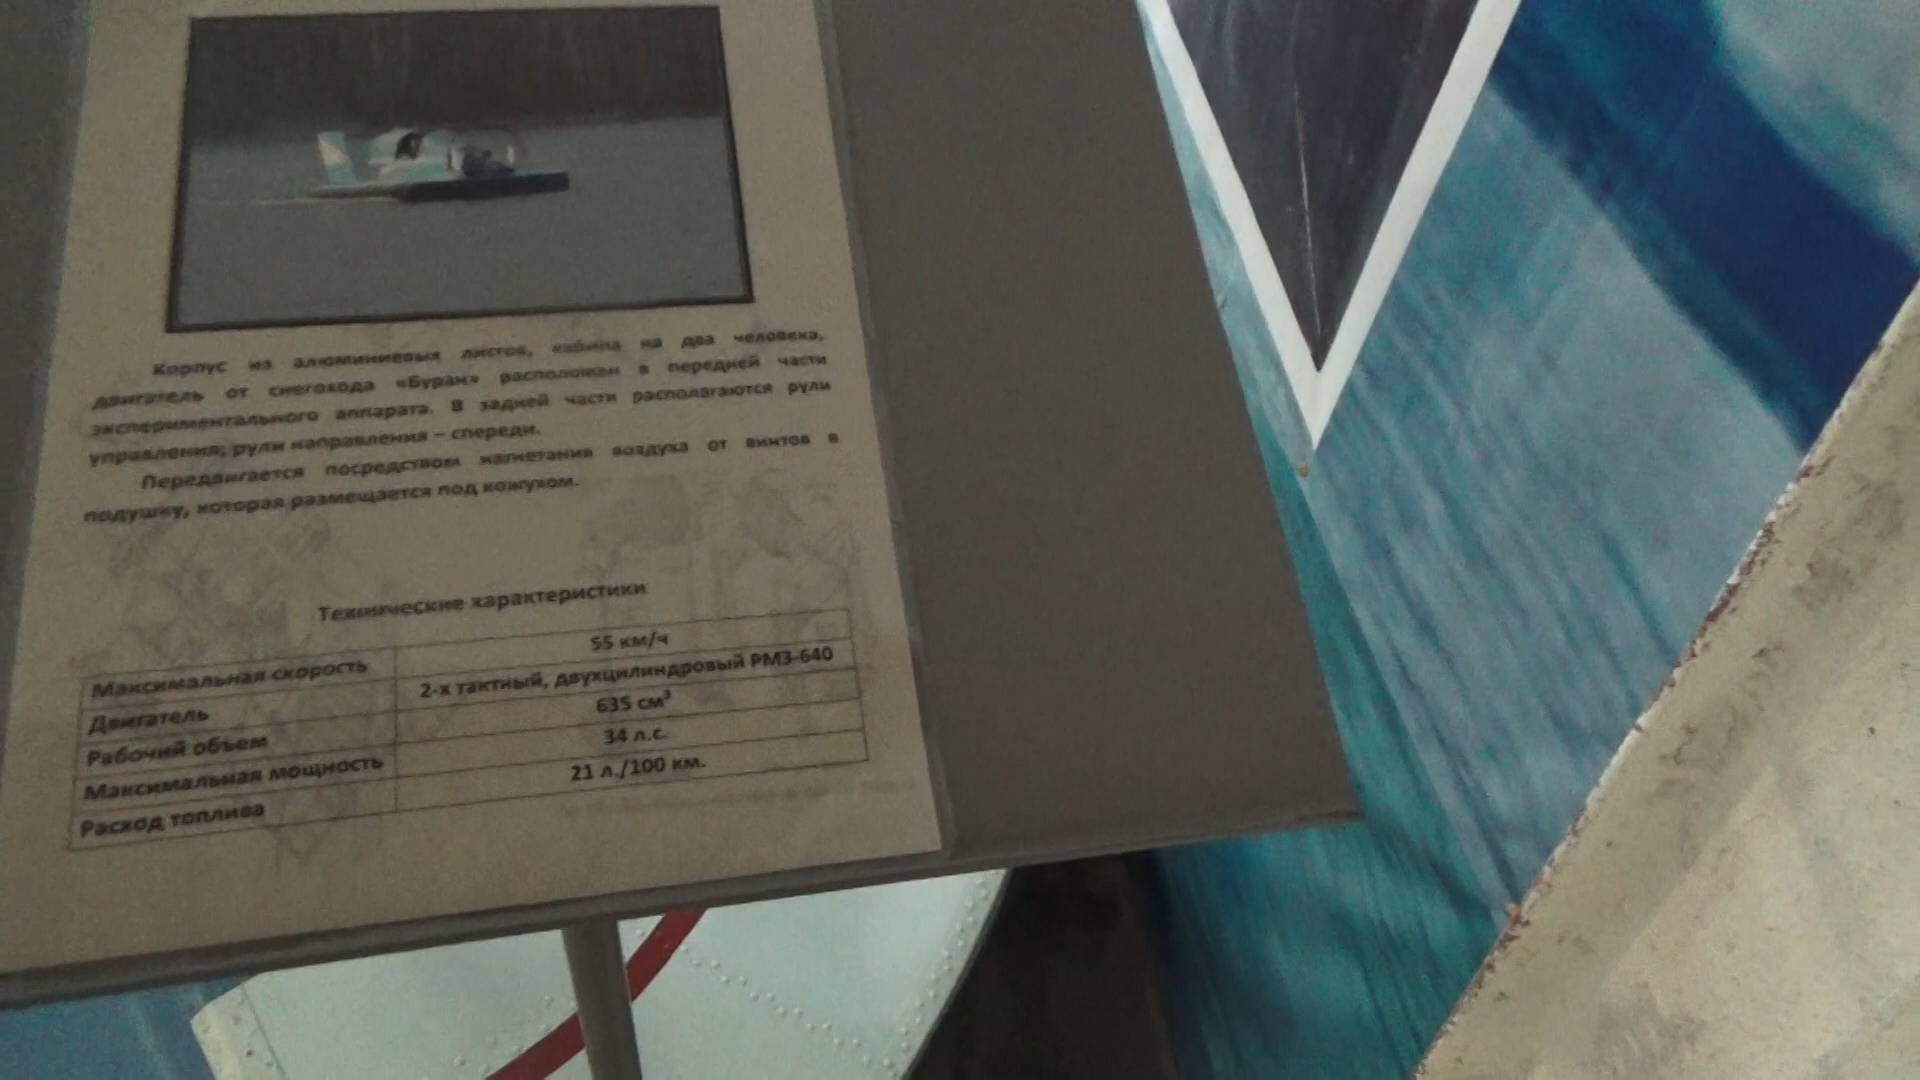 Корпус из алюминиевых листов, кабина на два человека,
двигатель от снегохода «Буран» расположен в передней части
экспериментального аппарата. В задней части располагаются рули
управления; рули направления – спереди.
Передвигается посредством нагнетания воздуха от винтов в
подушку, которая размещается под кожухом.
Технические характеристики
Максимальная скорость 55 км/ч
Двигатель 2-х тактный, двухцилиндровый РМЗ-640
Рабочий объем 635 см³
Максимальная мощность 34 л.с.
Расход топлива 21 л./100 км.